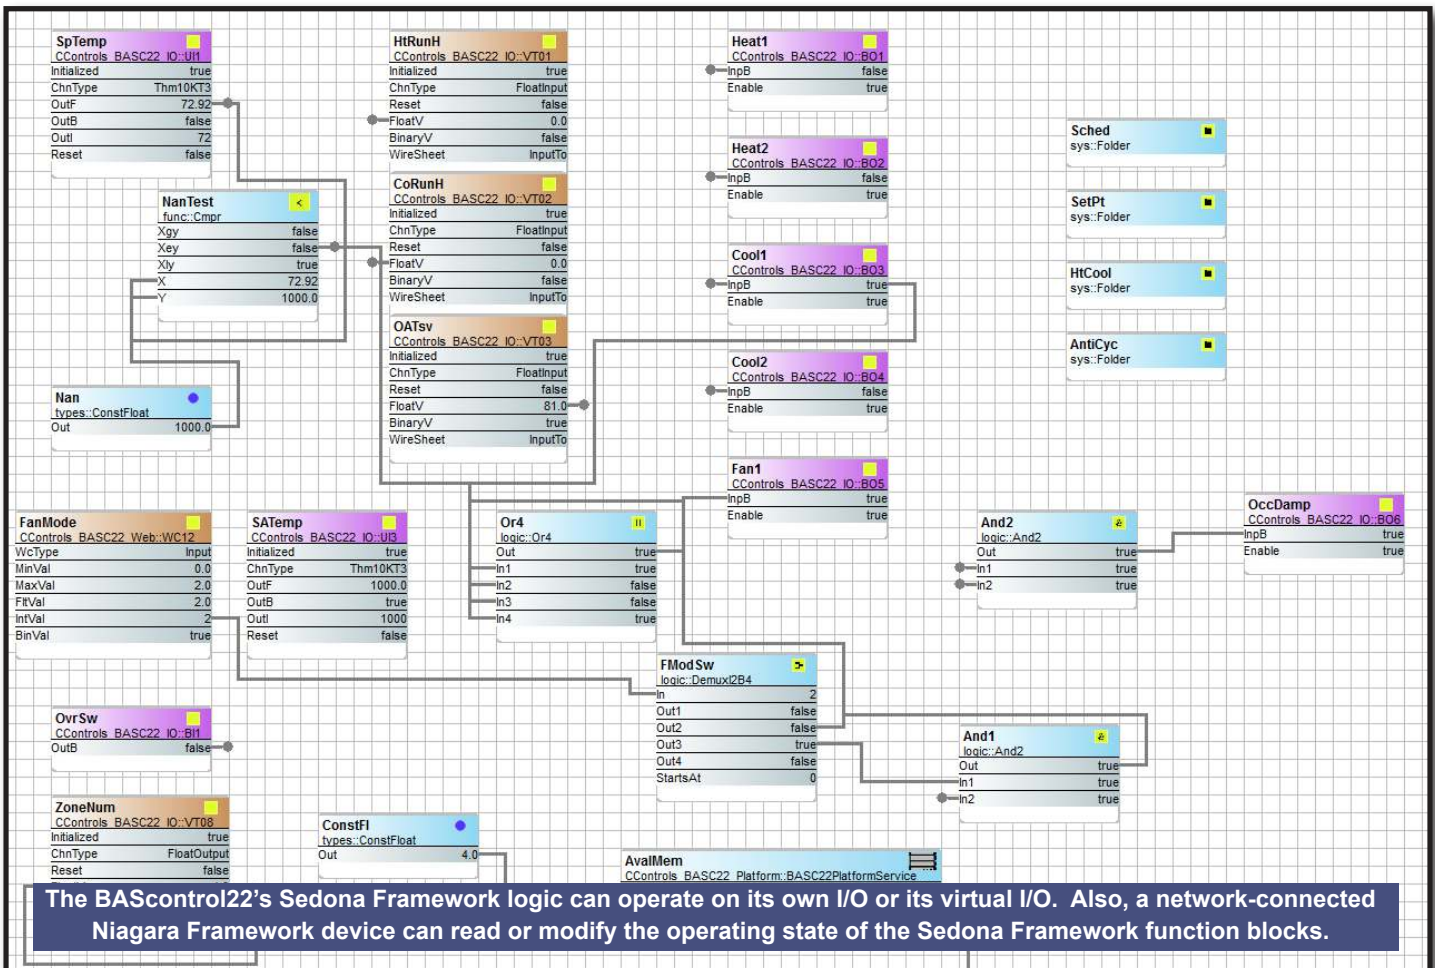 SpTemp
CControls_BASC22_IO::UI1
Initialized true
ChnType Thm10KT3
OutF 72.92
OutB false
OutI 72
Reset false
NanTest
func::Cmpr
Xgy false
Xey false
Xly true
X 72.92
Y 1000.0
Nan
types::ConstFloat
Out 1000.0
HtRunH
CControls_BASC22_IO::VT01
Initialized true
ChnType FloatInput
Reset false
FloatV 0.0
BinaryV false
WireSheet InputTo
CoRunH
CControls_BASC22_IO::VT02
Initialized true
ChnType FloatInput
Reset false
FloatV 0.0
BinaryV false
WireSheet InputTo
OATsv
CControls_BASC22_IO::VT03
Initialized true
ChnType FloatInput
Reset false
FloatV 81.0
BinaryV true
WireSheet InputTo
Heat1
CControls_BASC22_IO::BO1
InpB false
Enable true
Heat2
CControls_BASC22_IO::BO2
InpB false
Enable true
Cool1
CControls_BASC22_IO::BO3
InpB true
Enable true
Cool2
CControls_BASC22_IO::BO4
InpB false
Enable true
Fan1
CControls_BASC22_IO::BO5
InpB true
Enable true
Sched
sys::Folder
SetPt
sys::Folder
HtCool
sys::Folder
AntiCyc
sys::Folder
FanMode
CControls_BASC22_Web::WC12
WcType Input
MinVal 0.0
MaxVal 2.0
FltVal 2.0
IntVal 2
BinVal true
SATemp
CControls_BASC22_IO::UI3
Initialized true
ChnType Thm10KT3
OutF 1000.0
OutB true
OutI 1000
Reset false
Or4
logic::Or4
Out true
In1 true
In2 false
In3 false
In4 true
And2
logic::And2
Out true
In1 true
In2 true
OccDamp
CControls_BASC22_IO::BO6
InpB true
Enable true
FModSw
logic::DemuxI2B4
In 2
Out1 false
Out2 false
Out3 true
Out4 false
StartsAt 0
And1
logic::And2
Out true
In1 true
In2 true
OvrSw
CControls_BASC22_IO::BI1
OutB false
ZoneNum
CControls_BASC22_IO::VT08
Initialized true
ChnType FloatOutput
Reset false
ConstFl
types::ConstFloat
Out 4.0
AvalMem
CControls_BASC22_Platform::BASC22PlatformService
The BAScontrol22's Sedona Framework logic can operate on its own I/O or its virtual I/O. Also, a network-connected
Niagara Framework device can read or modify the operating state of the Sedona Framework function blocks.